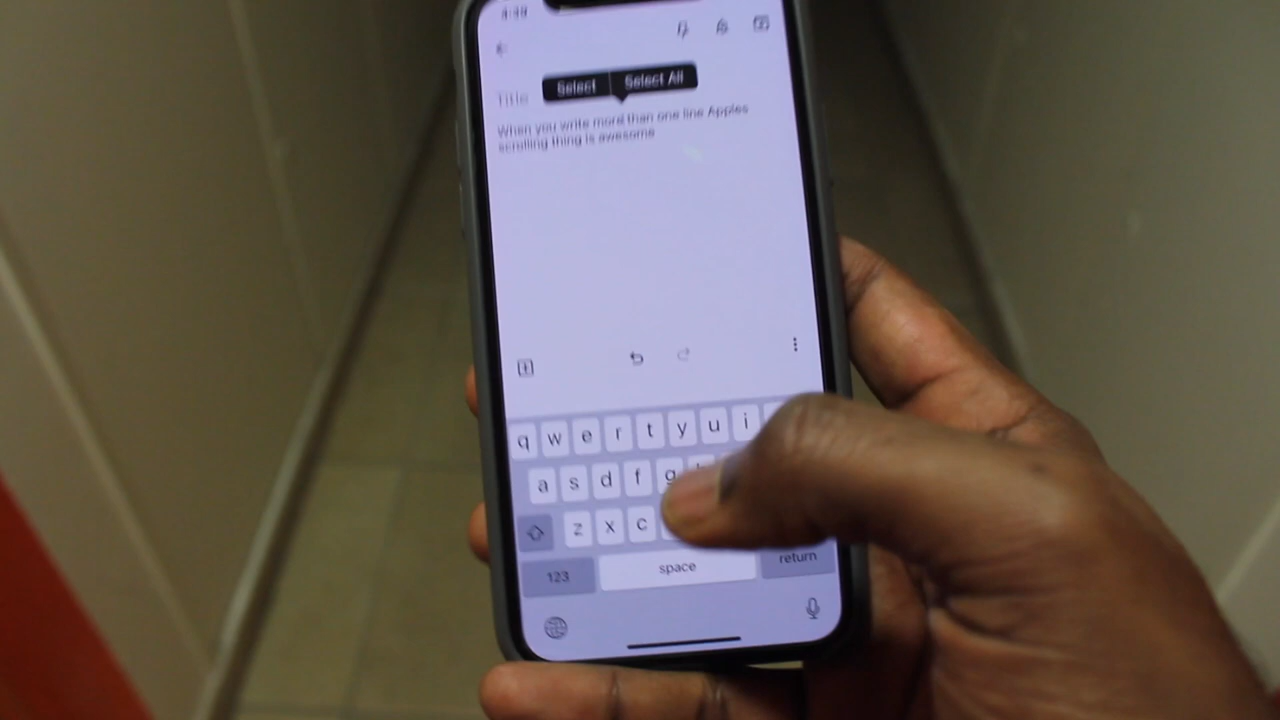 Select Select All
Title
When you write more than one line Apples
scrolling thing is awesome
q w e r t y u i
a s d f g
z x c
123 space return